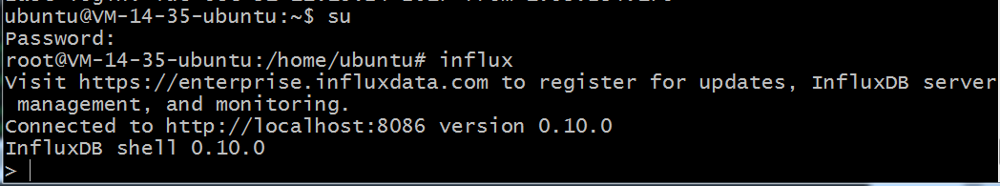 ubuntu@VM-14-35-ubuntu:~$ su
Password:
root@VM-14-35-ubuntu:/home/ubuntu# influx
Visit https://enterprise.influxdata.com to register for updates, InfluxDB server
 management, and monitoring.
Connected to http://localhost:8086 version 0.10.0
InfluxDB shell 0.10.0
>